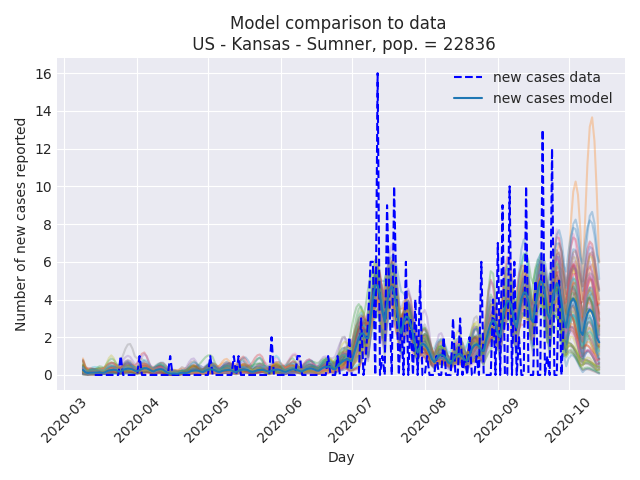 Model comparison to data
US - Kansas - Sumner, pop. = 22836
new cases data
new cases model
Number of new cases reported
16
14
12
10
8
6
4
2
0
2020-03
2020-04
2020-05
2020-06
2020-07
2020-08
2020-09
2020-10
Day